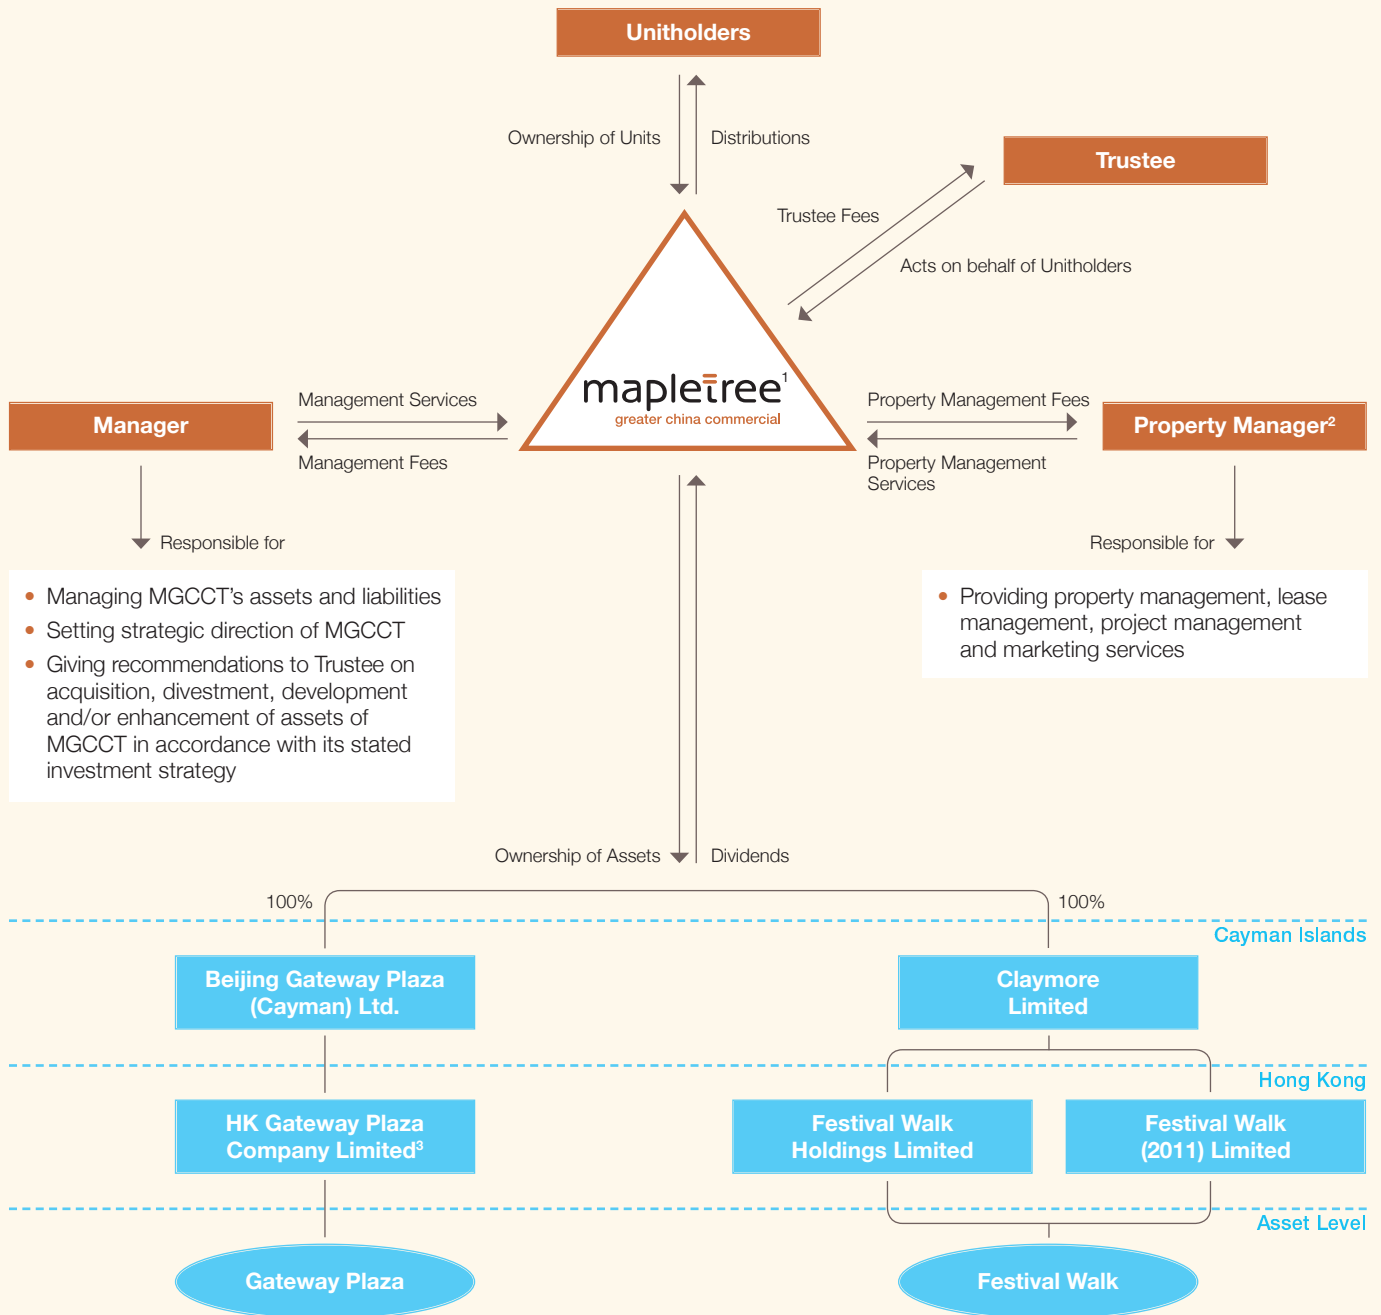 Unitholders
Ownership of Units
Distributions
Trustee
Trustee Fees
Acts on behalf of Unitholders
mapletree¹
greater china commercial
Manager
Management Services
Management Fees
Property Management Fees
Property Management
Services
Property Manager²
Responsible for
• Managing MGCCT's assets and liabilities
• Setting strategic direction of MGCCT
• Giving recommendations to Trustee on
acquisition, divestment, development
and/or enhancement of assets of
MGCCT in accordance with its stated
investment strategy
Responsible for
• Providing property management, lease
management, project management
and marketing services
Ownership of Assets
Dividends
100%
100%
Cayman Islands
Beijing Gateway Plaza
(Cayman) Ltd.
Claymore
Limited
Hong Kong
HK Gateway Plaza
Company Limited³
Festival Walk
Holdings Limited
Festival Walk
(2011) Limited
Asset Level
Gateway Plaza
Festival Walk